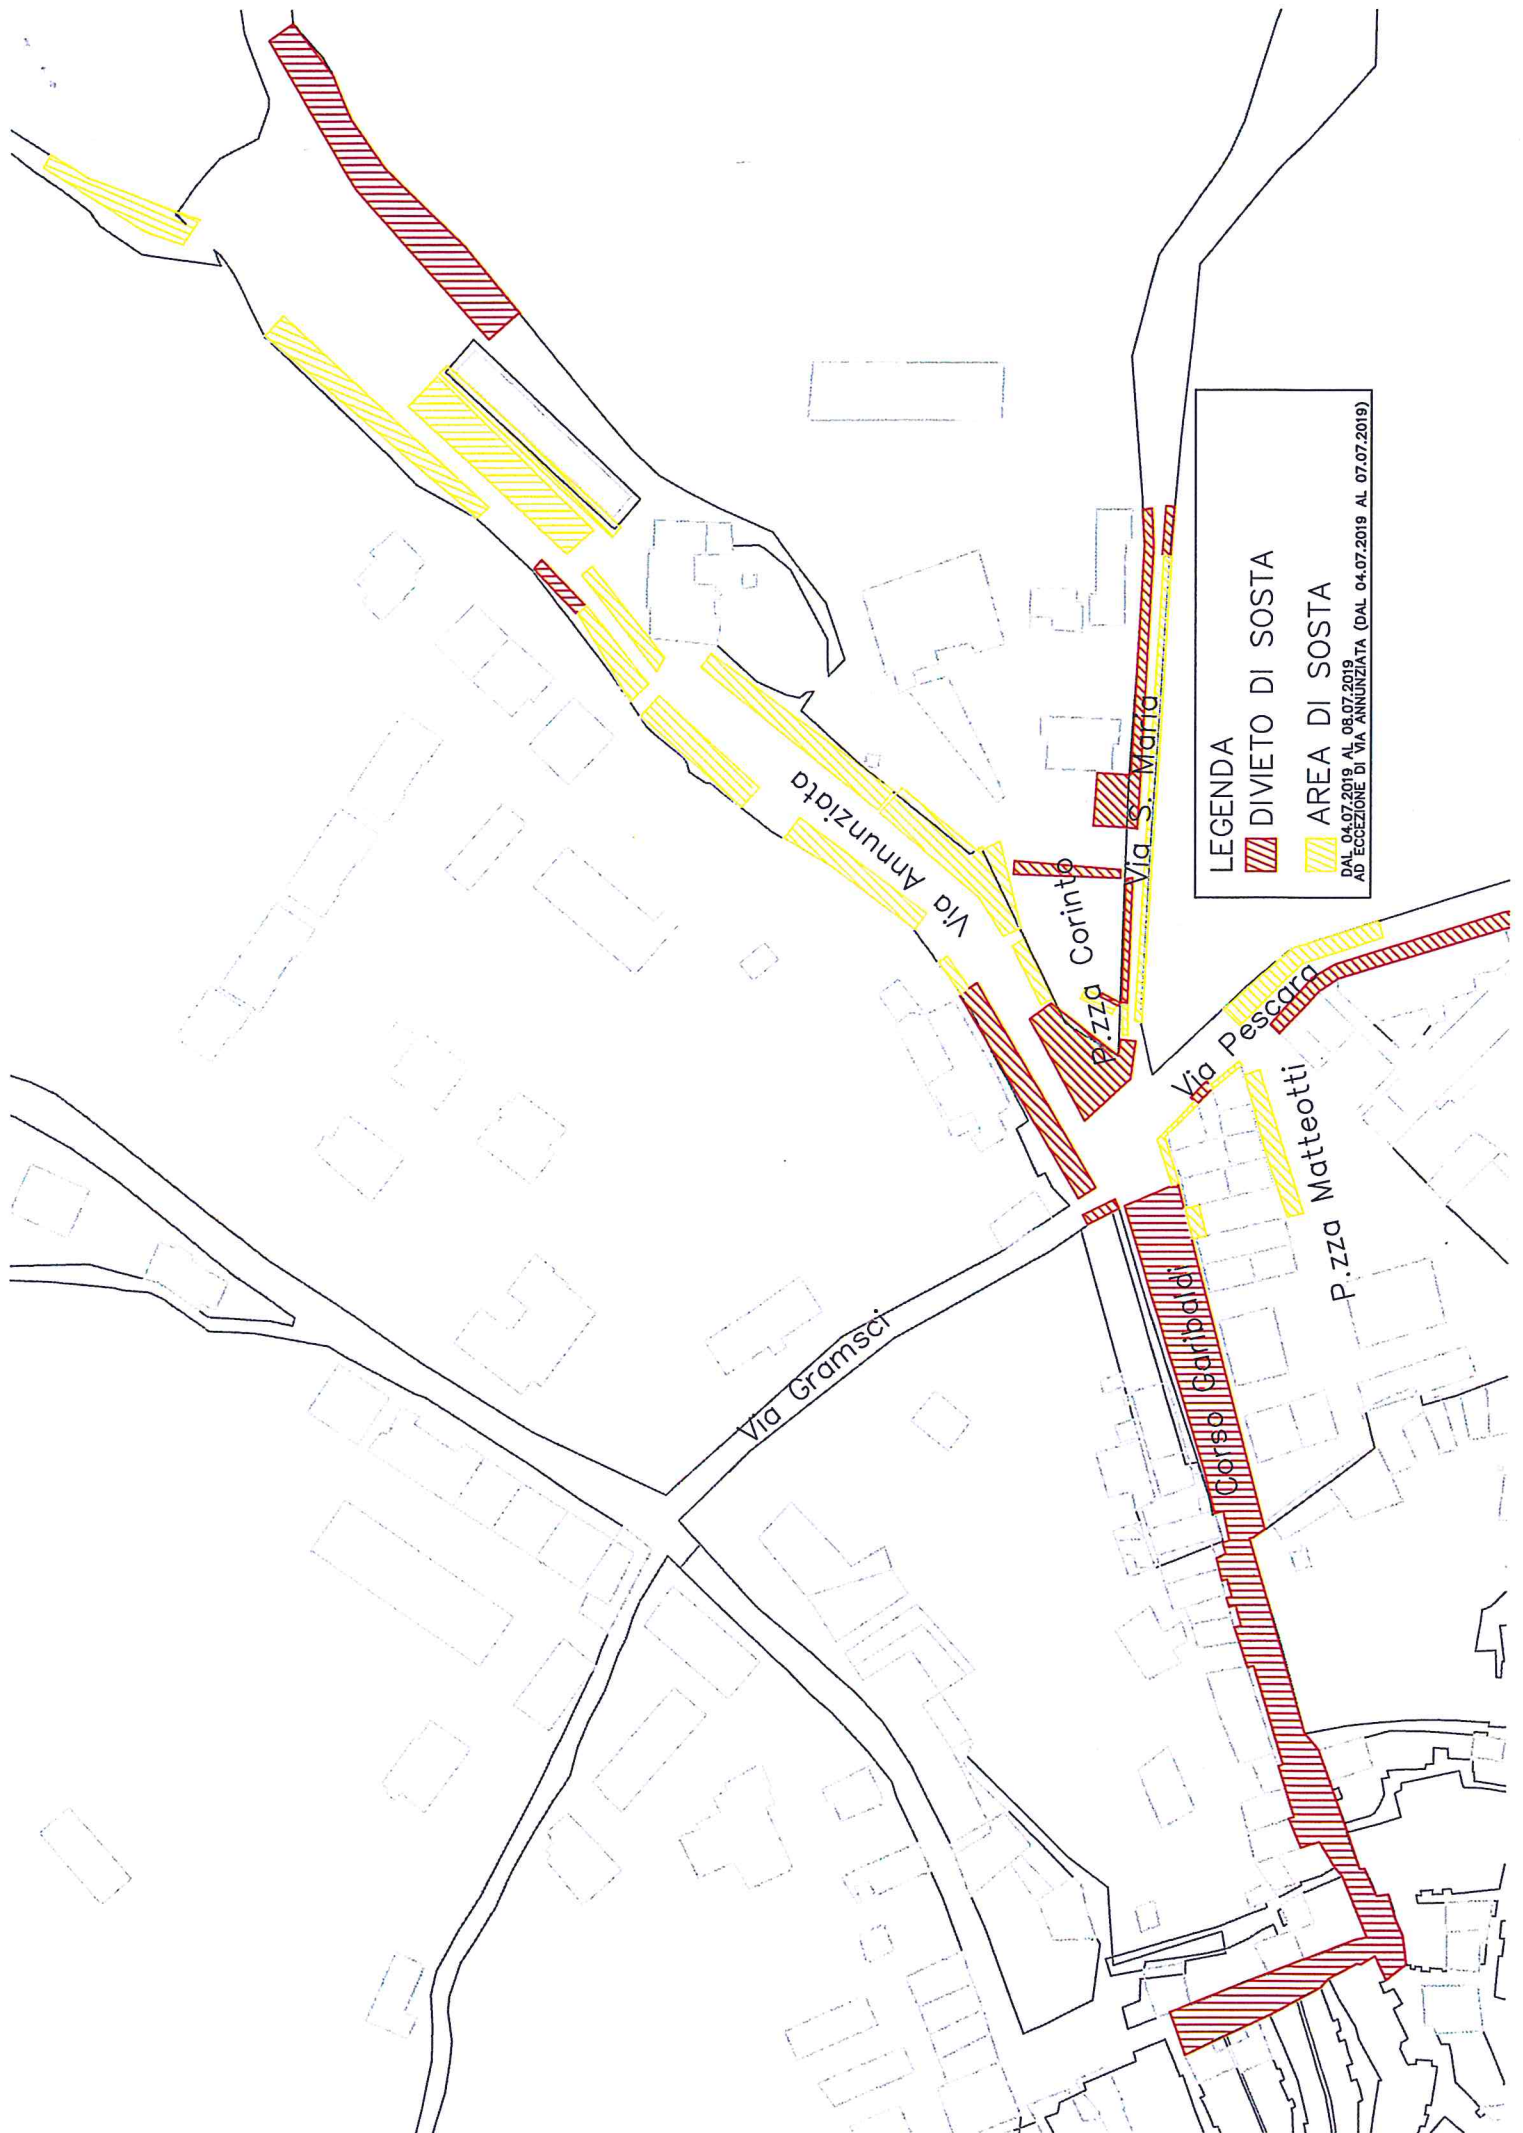 Via Annunziata
P.zza Corinto
Via S. Maria
Via Pescara
P.zza Matteotti
Via Gramsci
Corso Garibaldi
LEGENDA
DIVIETO DI SOSTA
AREA DI SOSTA
DAL 04.07.2019 AL 08.07.2019
AD ECCEZIONE DI VIA ANNUNZIATA (DAL 04.07.2019 AL 07.07.2019)